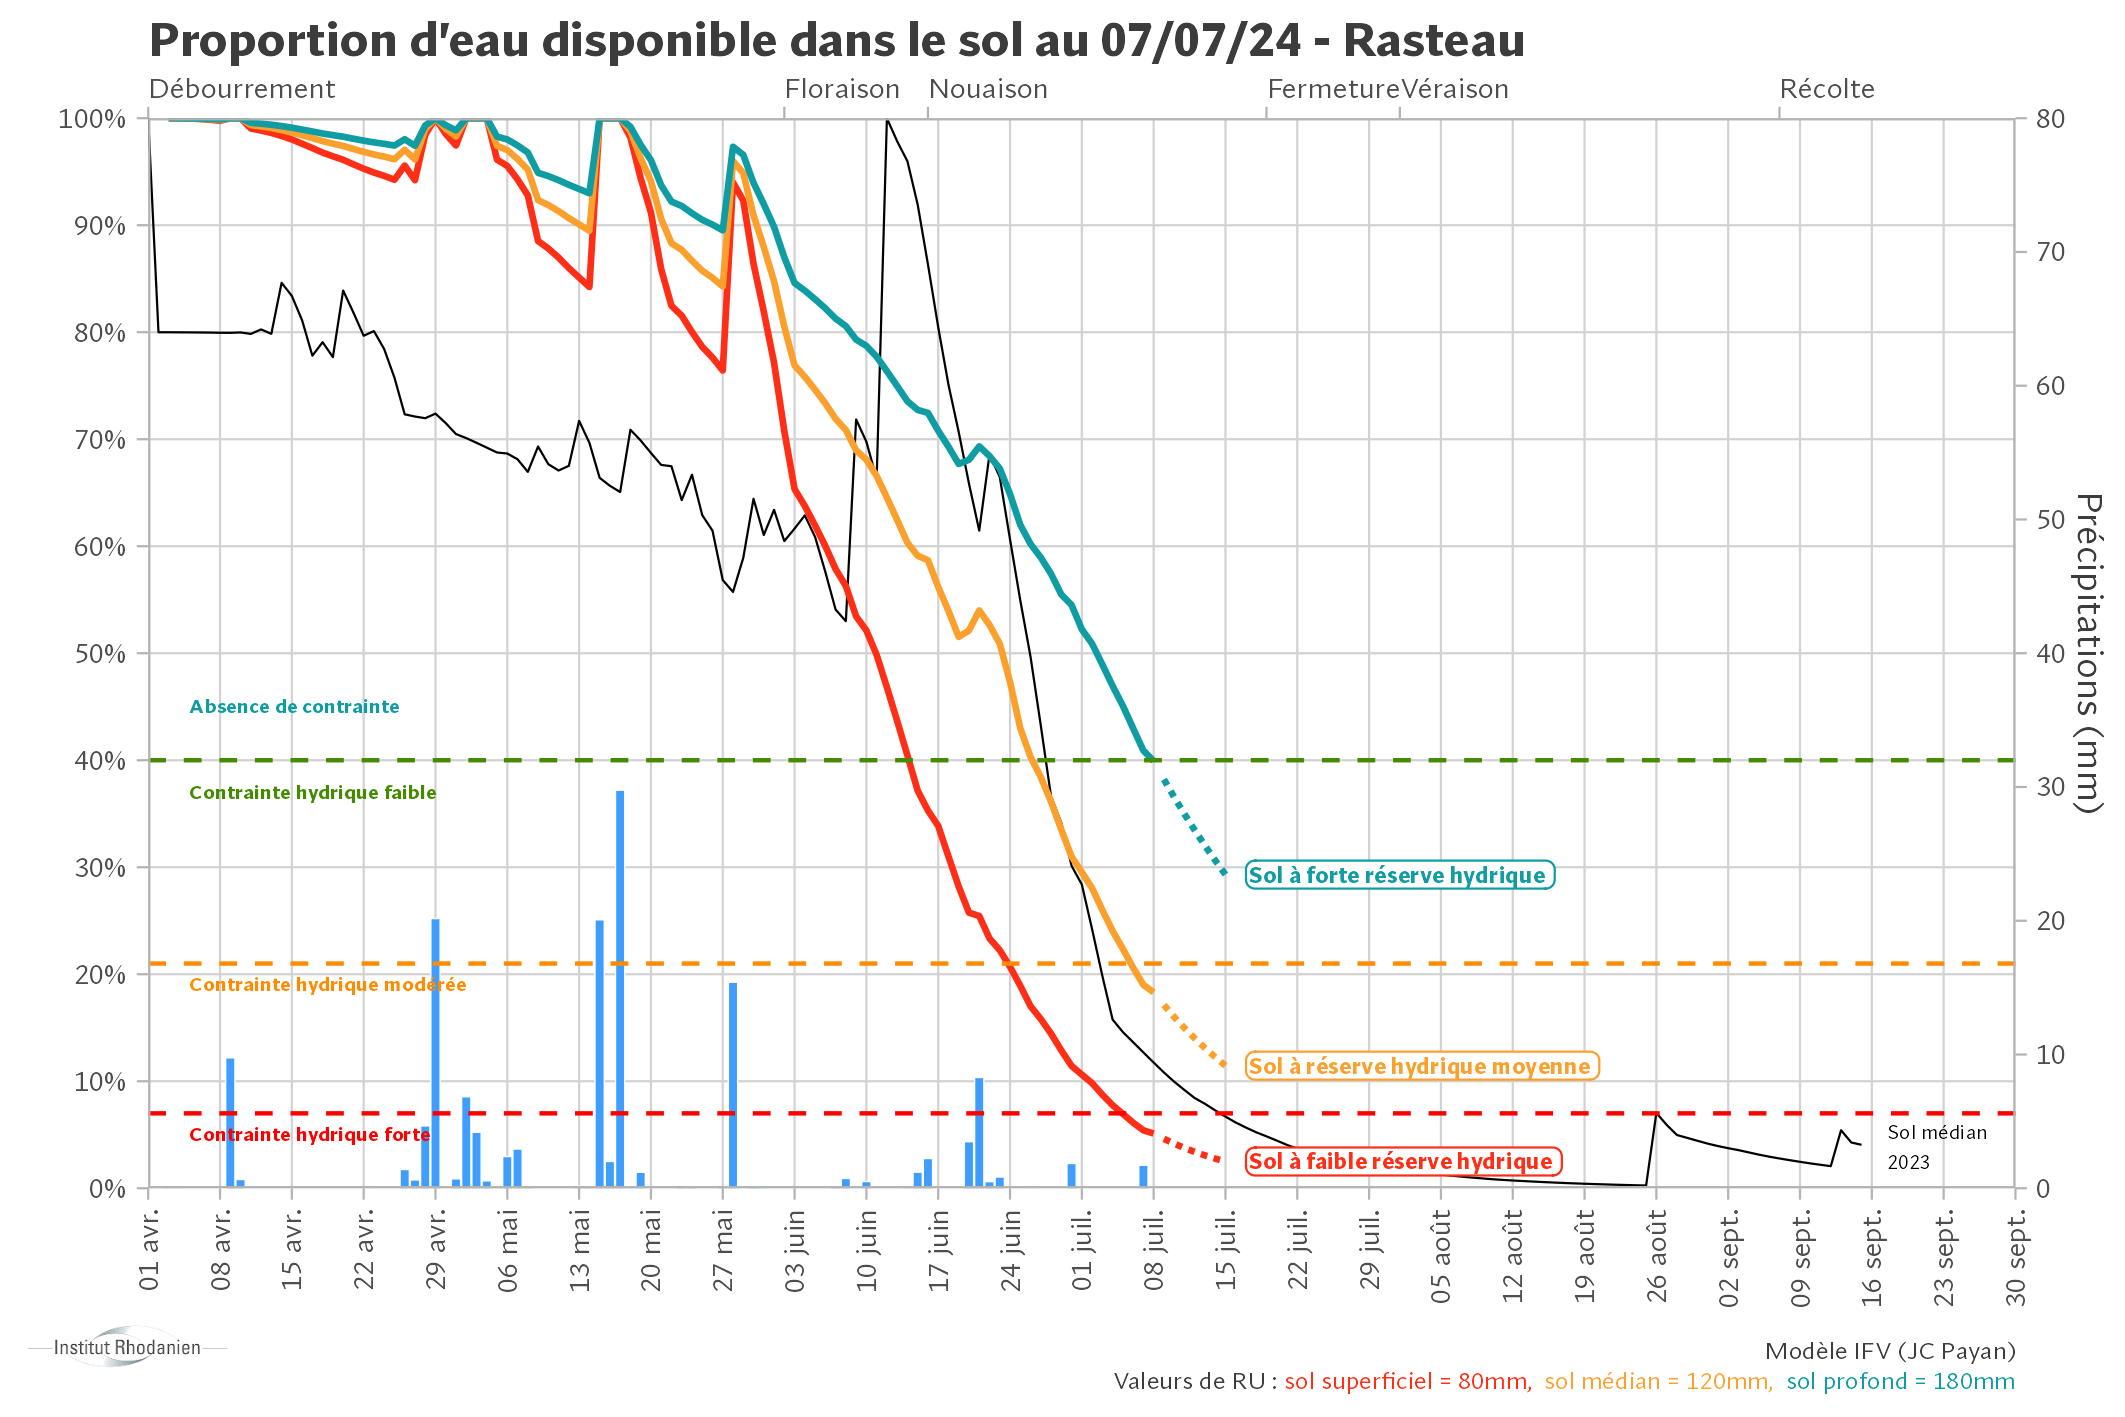 Proportion d'eau disponible dans le sol au 07/07/24 - Rasteau
Débourrement Floraison Nouaison Fermeture Véraison Récolte
100% 80
90%
70
80%
60
70%
50
60%
50% 40
Précipitations (mm)
Absence de contrainte
40%
Contrainte hydrique faible
30
30%
Sol à forte réserve hydrique
20
20%
Contrainte hydrique modérée
Sol à réserve hydrique moyenne
10
10%
Contrainte hydrique forte
Sol médian
2023
Sol à faible réserve hydrique
0% 0
01 avr. 08 avr. 15 avr. 22 avr. 29 avr. 06 mai 13 mai 20 mai 27 mai 03 juin 10 juin 17 juin 24 juin 01 juil. 08 juil. 15 juil. 22 juil. 29 juil. 05 août 12 août 19 août 26 août 02 sept. 09 sept. 16 sept. 23 sept. 30 sept.
Institut Rhodanien
Modèle IFV (JC Payan)
Valeurs de RU : sol superficiel = 80mm, sol médian = 120mm, sol profond = 180mm